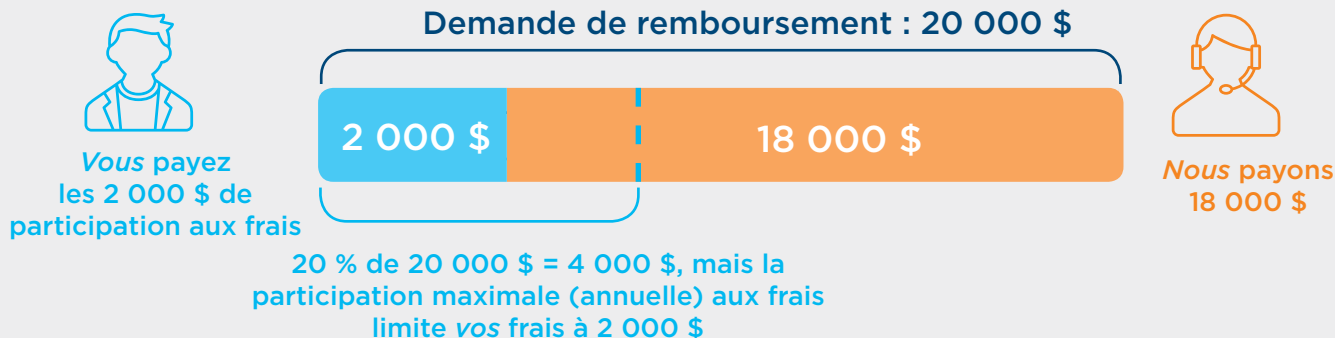 Demande de remboursement : 20 000 $
2 000 $
18 000 $
Vous payez
les 2 000 $ de
participation aux frais
Nous payons
18 000 $
20 % de 20 000 $ = 4 000 $, mais la
participation maximale (annuelle) aux frais
limite vos frais à 2 000 $